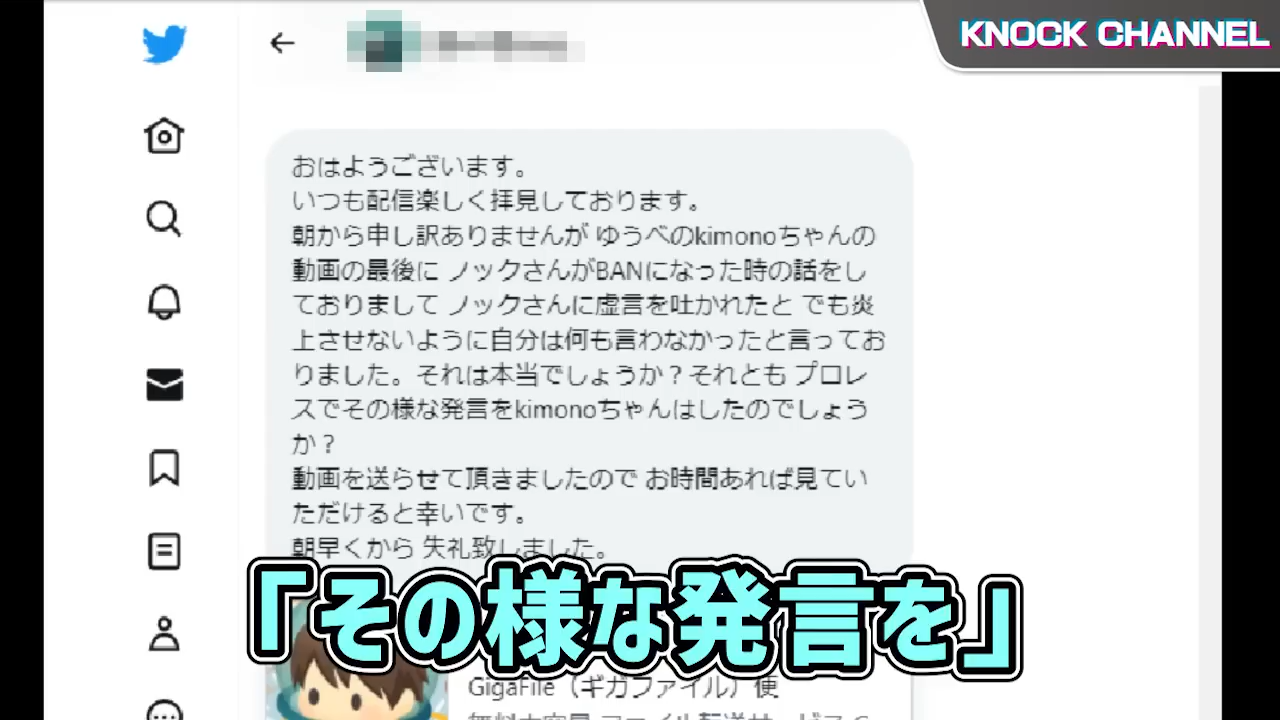 KNOCK CHANNEL
おはようございます。
いつも配信楽しく拝見しております。
朝から申し訳ありませんが ゆうべのkimonoちゃんの
動画の最後に ノックさんがBANになった時の話をし
ておりまして ノックさんに虚言を吐かれたと でも炎
上させないように自分は何も言わなかったと言ってお
りました。それは本当でしょうか？それとも プロレ
スでその様な発言をkimonoちゃんはしたのでしょう
か？
動画を送らせて頂きましたので お時間あれば見てい
ただけると幸いです。
朝早くから 失礼致しました。
「その様な発言を」
GigaFile（ギガファイル）便